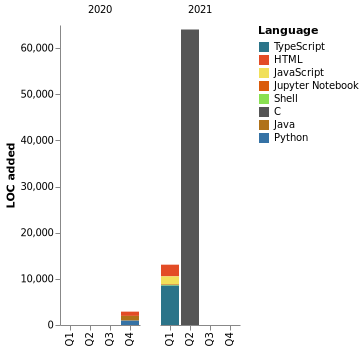 2020
2021
LOC added
60,000
50,000
40,000
30,000
20,000
10,000
0
Q1
Q2
Q3
Q4
Q1
Q2
Q3
Q4
Language
TypeScript
HTML
JavaScript
Jupyter Notebook
Shell
C
Java
Python